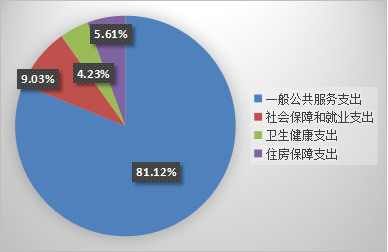 5.61%
4.23%
9.03%
81.12%
一般公共服务支出
社会保障和就业支出
卫生健康支出
住房保障支出